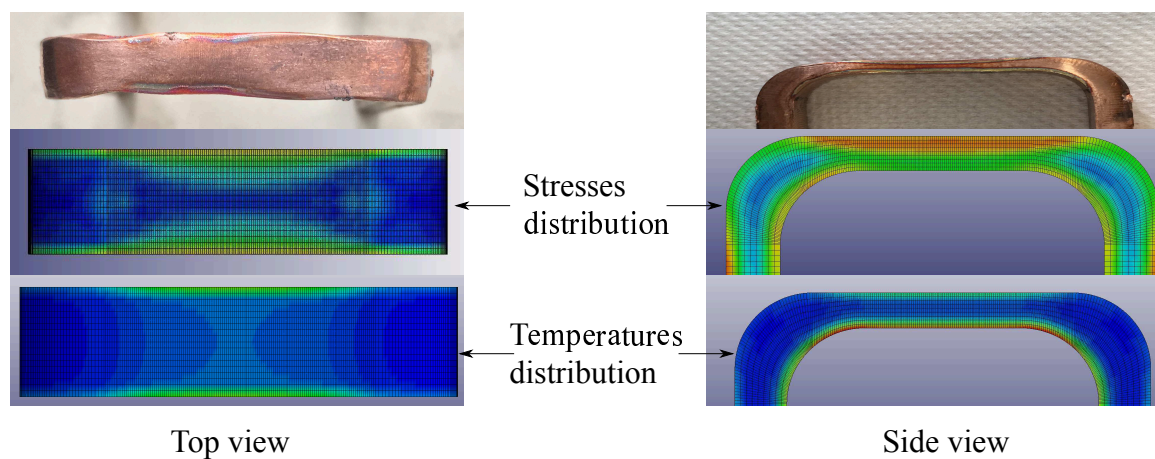 Stresses
distribution
Temperatures
distribution
Top view
Side view